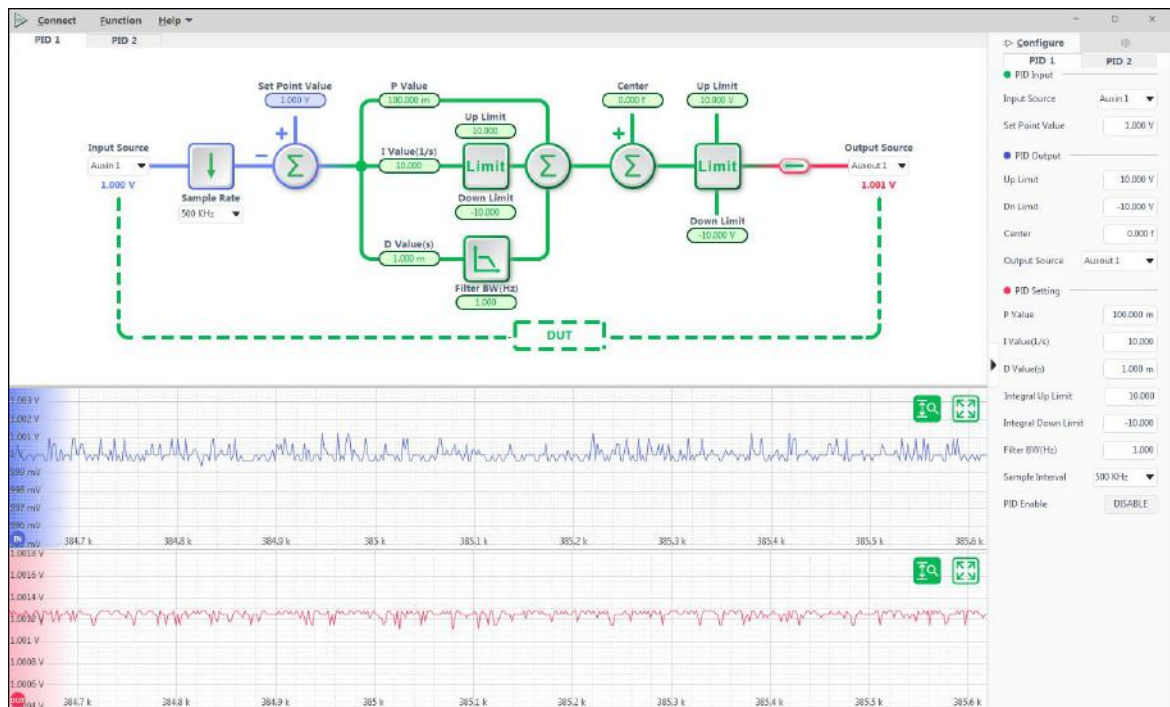 Connect Function Help
PID 1 PID 2
Set Point Value
1.000 V
P Value
100.000 m
Center
0.000 f
Up Limit
10.000 V
Up Limit
10.000
Input Source
Auxin 1
1.000 V
Sample Rate
500 KHz
− + Σ
I Value(1/s)
10.000
Limit
Down Limit
-10.000
Σ
+ Σ
Limit
Down Limit
-10.000 V
Output Source
Auxout 1
1.001 V
D Value(s)
1.000 m
Filter BW(Hz)
1.000
DUT
Configure
PID 1 PID 2
PID Input
Input Source Auxin 1
Set Point Value 1.000 V
PID Output
Up Limit 10.000 V
Dn Limit -10.000 V
Center 0.000 f
Output Source Auxout 1
PID Setting
P Value 100.000 m
I Value(1/s) 10.000
D Value(s) 1.000 m
Integral Up Limit 10.000
Integral Down Limit -10.000
Filter BW(Hz) 1.000
Sample Interval 500 KHz
PID Enable DISABLE
1.003 V
1.002 V
1.001 V
999 mV
998 mV
997 mV
996 mV
IN
384.7 k 384.8 k 384.9 k 385 k 385.1 k 385.2 k 385.3 k 385.4 k 385.5 k 385.6 k
1.0018 V
1.0016 V
1.0014 V
1.0012 V
1.001 V
1.0008 V
1.0006 V
OUT
384.7 k 384.8 k 384.9 k 385 k 385.1 k 385.2 k 385.3 k 385.4 k 385.5 k 385.6 k